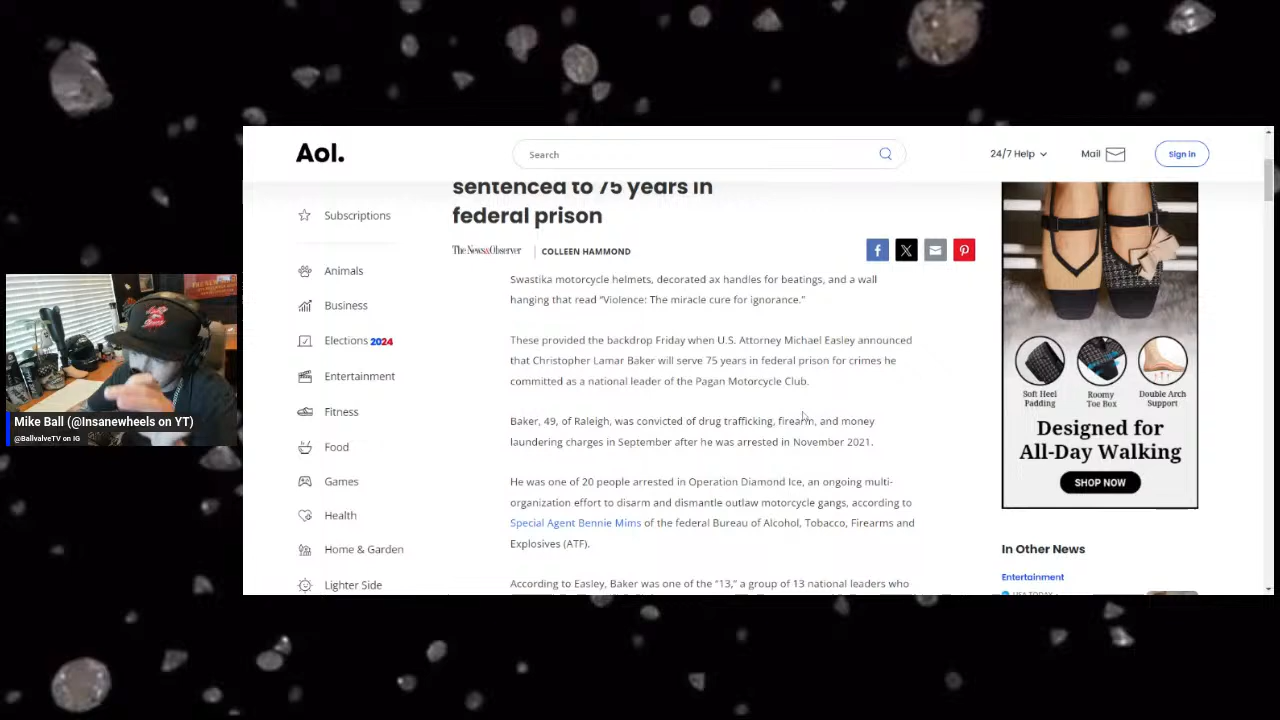 Aol.
Search
24/7 Help
Mail
Sign in
sentenced to 75 years in
federal prison
The News&Observer
COLLEEN HAMMOND
Subscriptions
Animals
Business
Elections 2024
Entertainment
Fitness
Food
Games
Health
Home & Garden
Lighter Side
Swastika motorcycle helmets, decorated ax handles for beatings, and a wall
hanging that read “Violence: The miracle cure for ignorance.”
These provided the backdrop Friday when U.S. Attorney Michael Easley announced
that Christopher Lamar Baker will serve 75 years in federal prison for crimes he
committed as a national leader of the Pagan Motorcycle Club.
Baker, 49, of Raleigh, was convicted of drug trafficking, firearm, and money
laundering charges in September after he was arrested in November 2021.
He was one of 20 people arrested in Operation Diamond Ice, an ongoing multi-
organization effort to disarm and dismantle outlaw motorcycle gangs, according to
Special Agent Bennie Mims of the federal Bureau of Alcohol, Tobacco, Firearms and
Explosives (ATF).
According to Easley, Baker was one of the “13,” a group of 13 national leaders who
Soft Heel
Padding
Roomy
Toe Box
Double Arch
Support
Designed for
All-Day Walking
SHOP NOW
In Other News
Entertainment
USA TODAY
Mike Ball (@Insanewheels on YT)
@BallvalveTV on IG